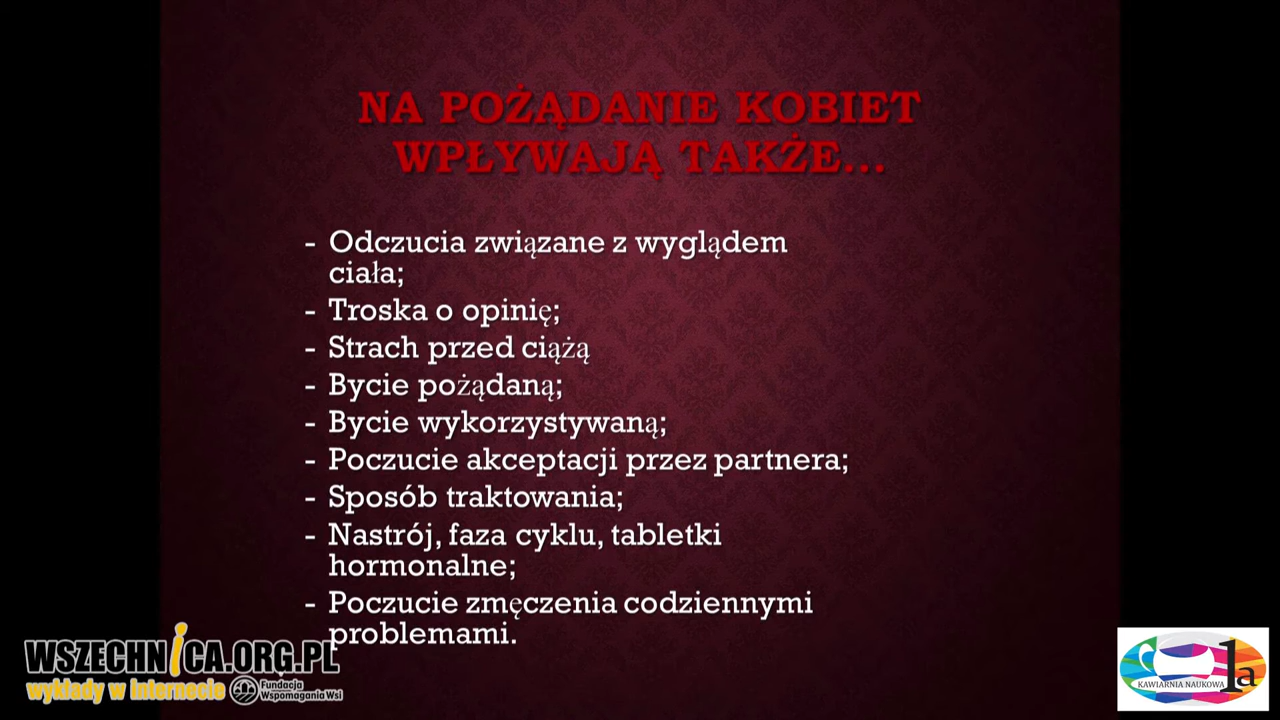 NA POŻĄDANIE KOBIET
WPŁYWAJĄ TAKŻE...
- Odczucia związane z wyglądem
ciała;
- Troska o opinię;
- Strach przed ciążą
- Bycie pożądaną;
- Bycie wykorzystywaną;
- Poczucie akceptacji przez partnera;
- Sposób traktowania;
- Nastrój, faza cyklu, tabletki
hormonalne;
- Poczucie zmęczenia codziennymi
problemami.
WSZECHNICA.ORG.PL
wykłady w internecie
Fundacja
Wspomagania Wsi
KAWIARNIA NAUKOWA
1a